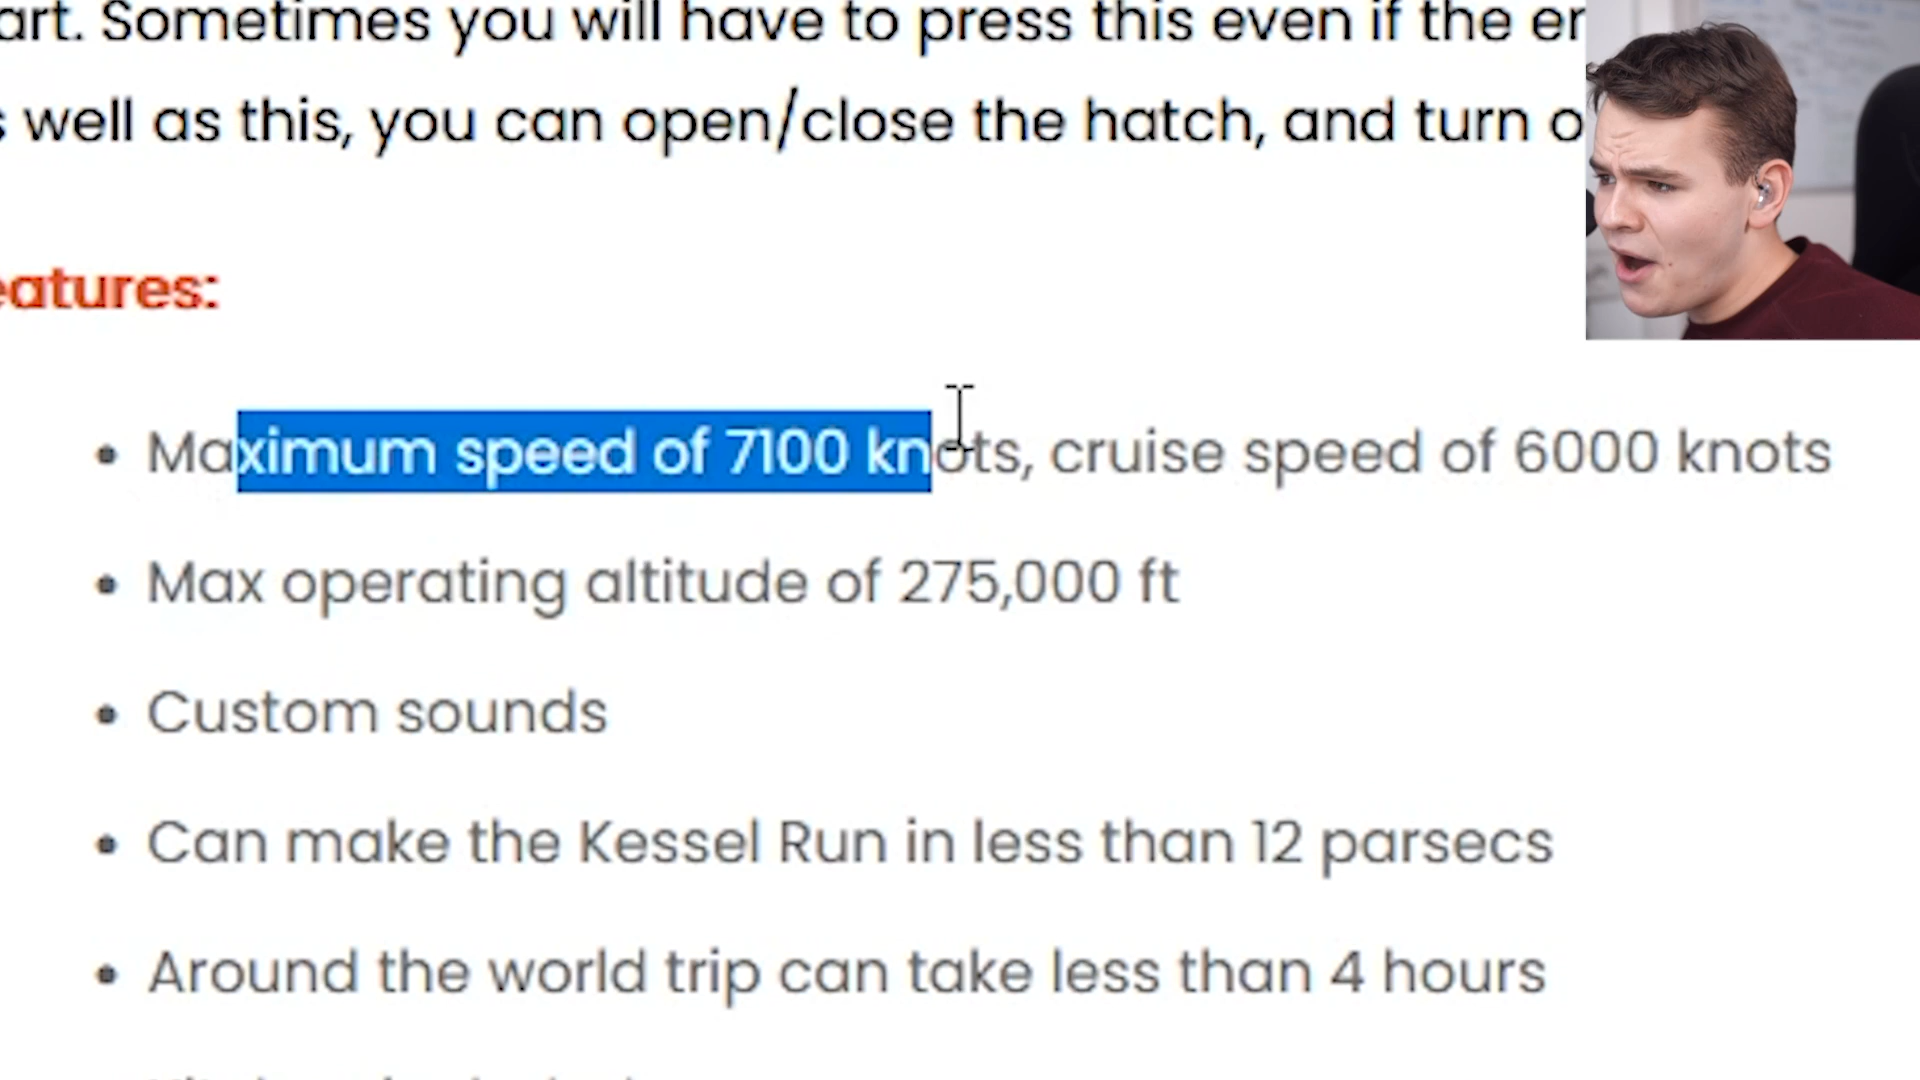 art. Sometimes you will have to press this even if the
s well as this, you can open/close the hatch, and turn
eatures:
• Maximum speed of 7100 knots, cruise speed of 6000 knots
• Max operating altitude of 275,000 ft
• Custom sounds
• Can make the Kessel Run in less than 12 parsecs
• Around the world trip can take less than 4 hours